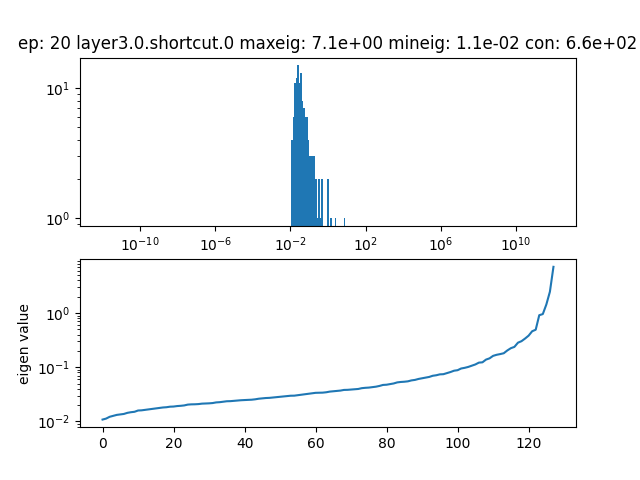 ep: 20 layer3.0.shortcut.0 maxeig: 7.1e+00 mineig: 1.1e-02 con: 6.6e+02
10¹
10⁰
10⁻¹⁰ 10⁻⁶ 10⁻² 10² 10⁶ 10¹⁰
eigen value
10⁰
10⁻¹
10⁻²
0 20 40 60 80 100 120